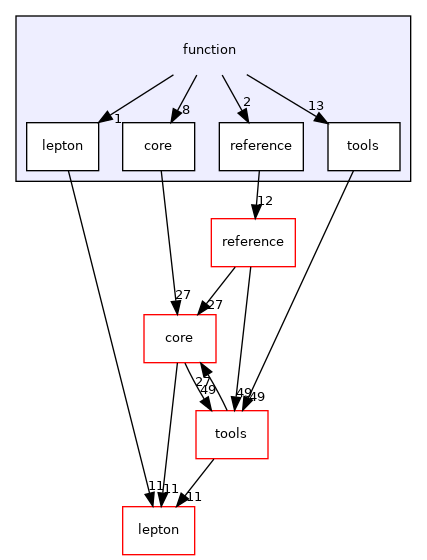 function
1
8
2
13
lepton
core
reference
tools
12
reference
27
27
core
27
49
49
49
tools
11
11
11
lepton